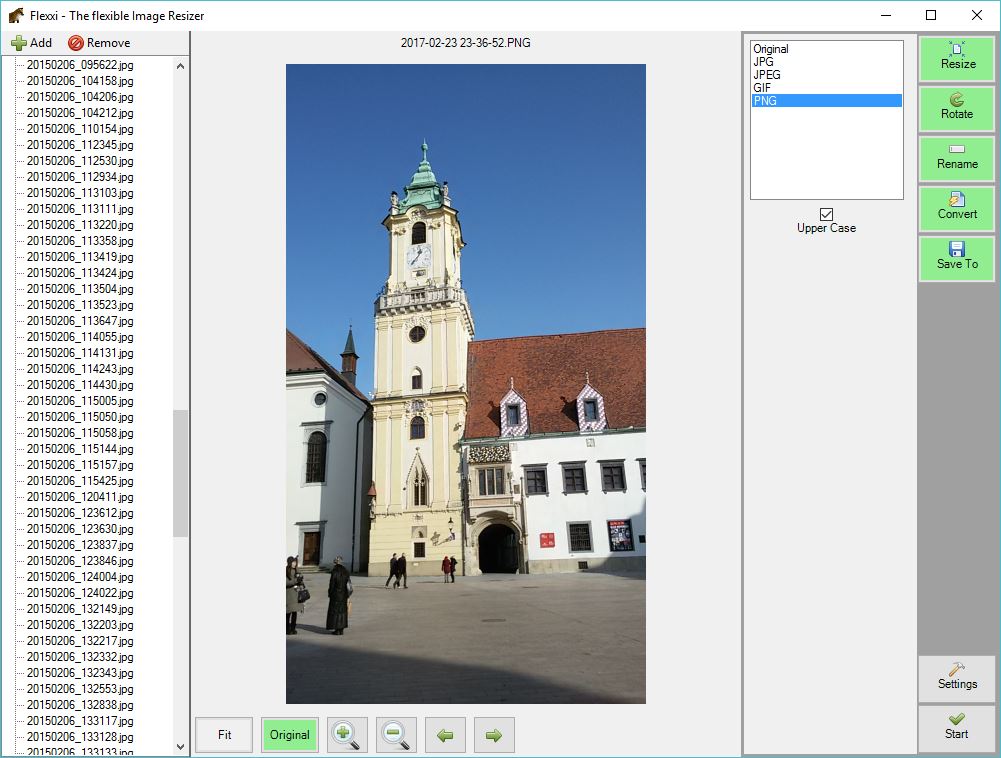 Flexxi - The flexible Image Resizer
Add Remove
20150206_095622.jpg
20150206_104158.jpg
20150206_104206.jpg
20150206_104212.jpg
20150206_110154.jpg
20150206_112345.jpg
20150206_112530.jpg
20150206_112934.jpg
20150206_113103.jpg
20150206_113111.jpg
20150206_113220.jpg
20150206_113358.jpg
20150206_113419.jpg
20150206_113424.jpg
20150206_113504.jpg
20150206_113523.jpg
20150206_113647.jpg
20150206_114055.jpg
20150206_114131.jpg
20150206_114243.jpg
20150206_114430.jpg
20150206_115005.jpg
20150206_115050.jpg
20150206_115058.jpg
20150206_115144.jpg
20150206_115157.jpg
20150206_115425.jpg
20150206_120411.jpg
20150206_123612.jpg
20150206_123630.jpg
20150206_123837.jpg
20150206_123846.jpg
20150206_124004.jpg
20150206_124022.jpg
20150206_132149.jpg
20150206_132203.jpg
20150206_132217.jpg
20150206_132332.jpg
20150206_132343.jpg
20150206_132553.jpg
20150206_132838.jpg
20150206_133117.jpg
20150206_133128.jpg
20150206_133133.jpg
2017-02-23 23-36-52.PNG
Fit
Original
Original
JPG
JPEG
GIF
PNG
Upper Case
Resize
Rotate
Rename
Convert
Save To
Settings
Start